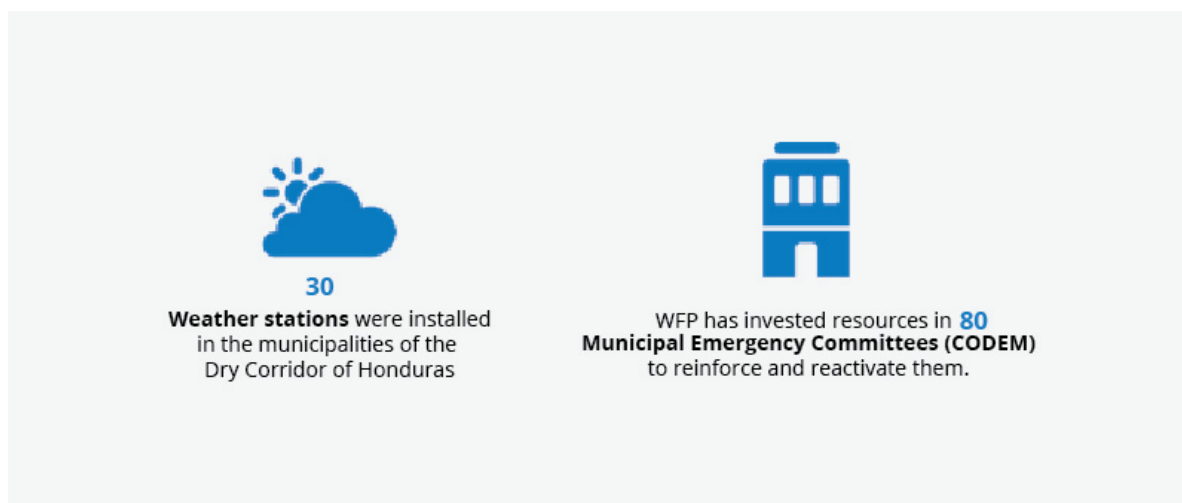 30
Weather stations were installed
in the municipalities of the
Dry Corridor of Honduras
WFP has invested resources in 80
Municipal Emergency Committees (CODEM)
to reinforce and reactivate them.